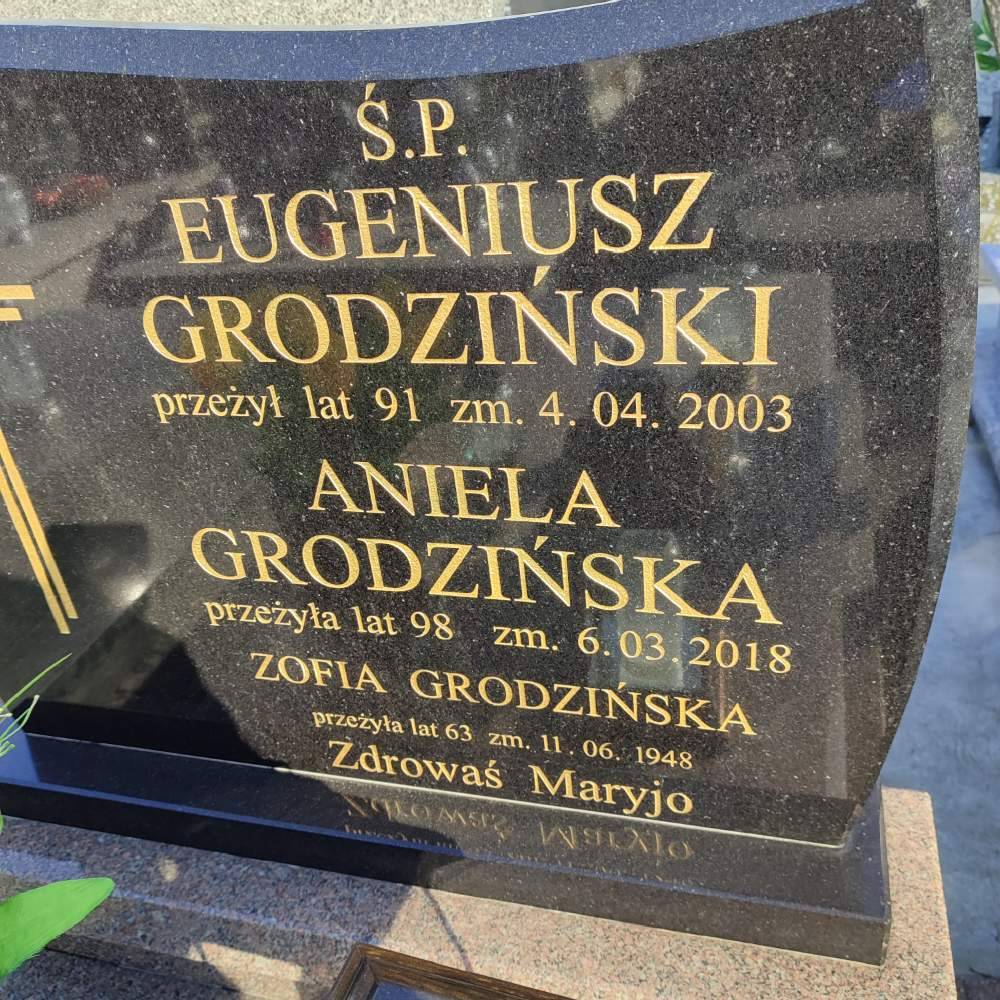 Ś.P.
EUGENIUSZ
GRODZIŃSKI
przeżył lat 91 zm. 4. 04. 2003
ANIELA
GRODZIŃSKA
przeżyła lat 98 zm. 6. 03. 2018
ZOFIA GRODZIŃSKA
przeżyła lat 63 zm. 11. 06. 1948
Zdrowaś Maryjo